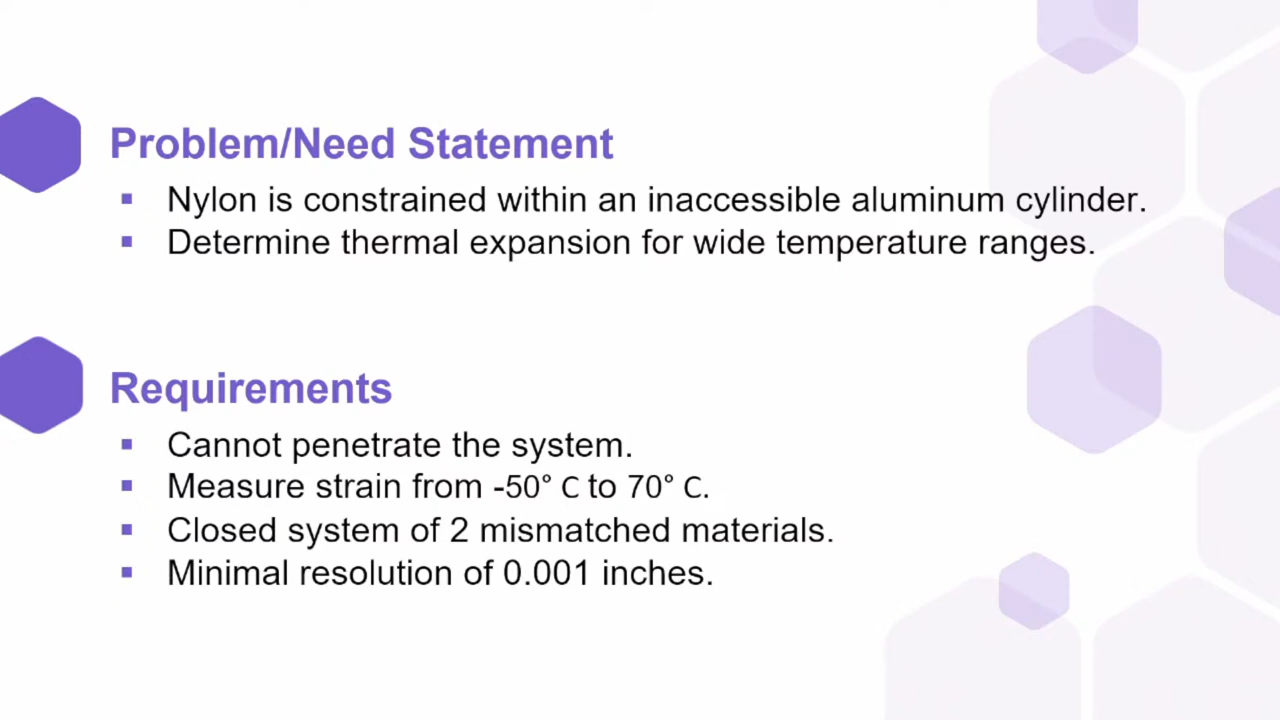 Problem/Need Statement
▪ Nylon is constrained within an inaccessible aluminum cylinder.
▪ Determine thermal expansion for wide temperature ranges.
Requirements
▪ Cannot penetrate the system.
▪ Measure strain from -50° C to 70° C.
▪ Closed system of 2 mismatched materials.
▪ Minimal resolution of 0.001 inches.